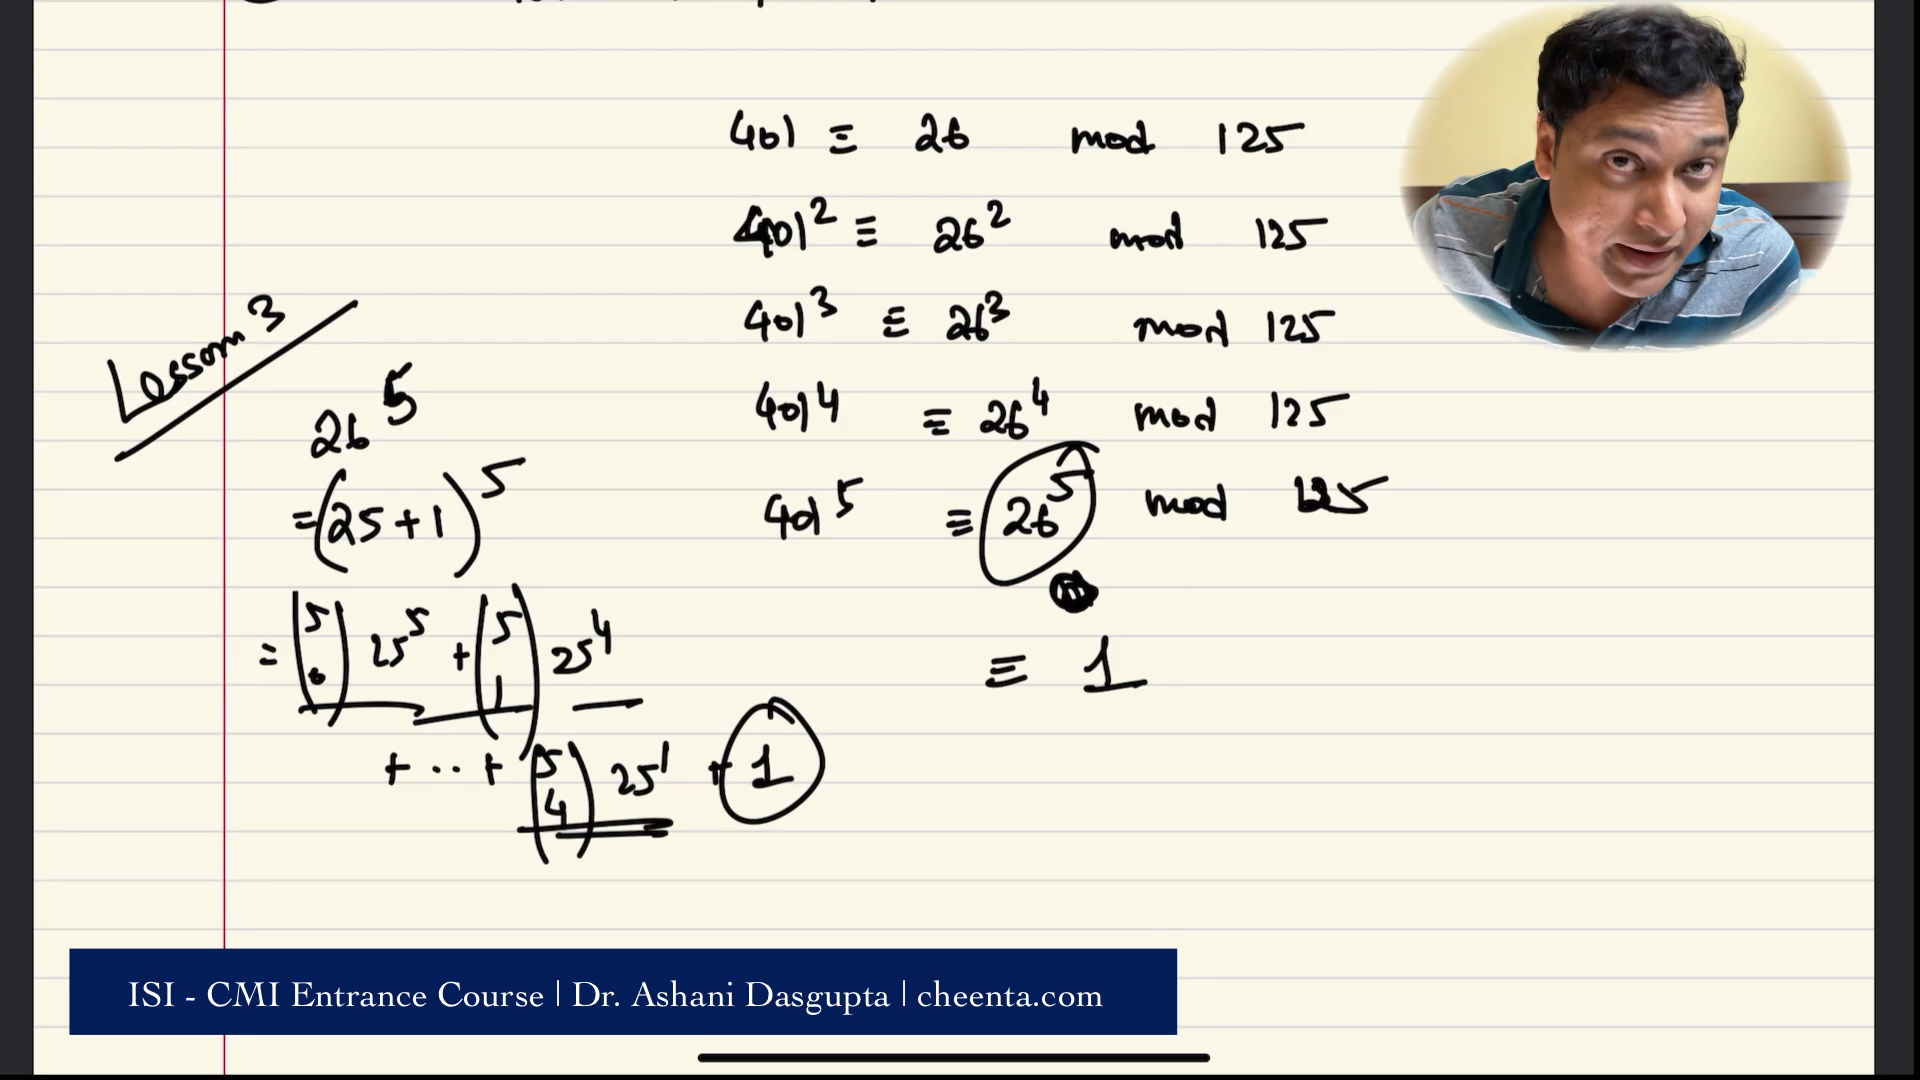 401 ≡ 26 mod 125
401² ≡ 26² mod 125
401³ ≡ 26³ mod 125
401⁴ ≡ 26⁴ mod 125
401⁵ ≡ 26⁵ mod 125
≡ 1
Lesson 3
26⁵
= (25 + 1)⁵
= (5 0) 25⁵ + (5 1) 25⁴
+ .. + (5 4) 25¹ + 1
ISI - CMI Entrance Course | Dr. Ashani Dasgupta | cheenta.com